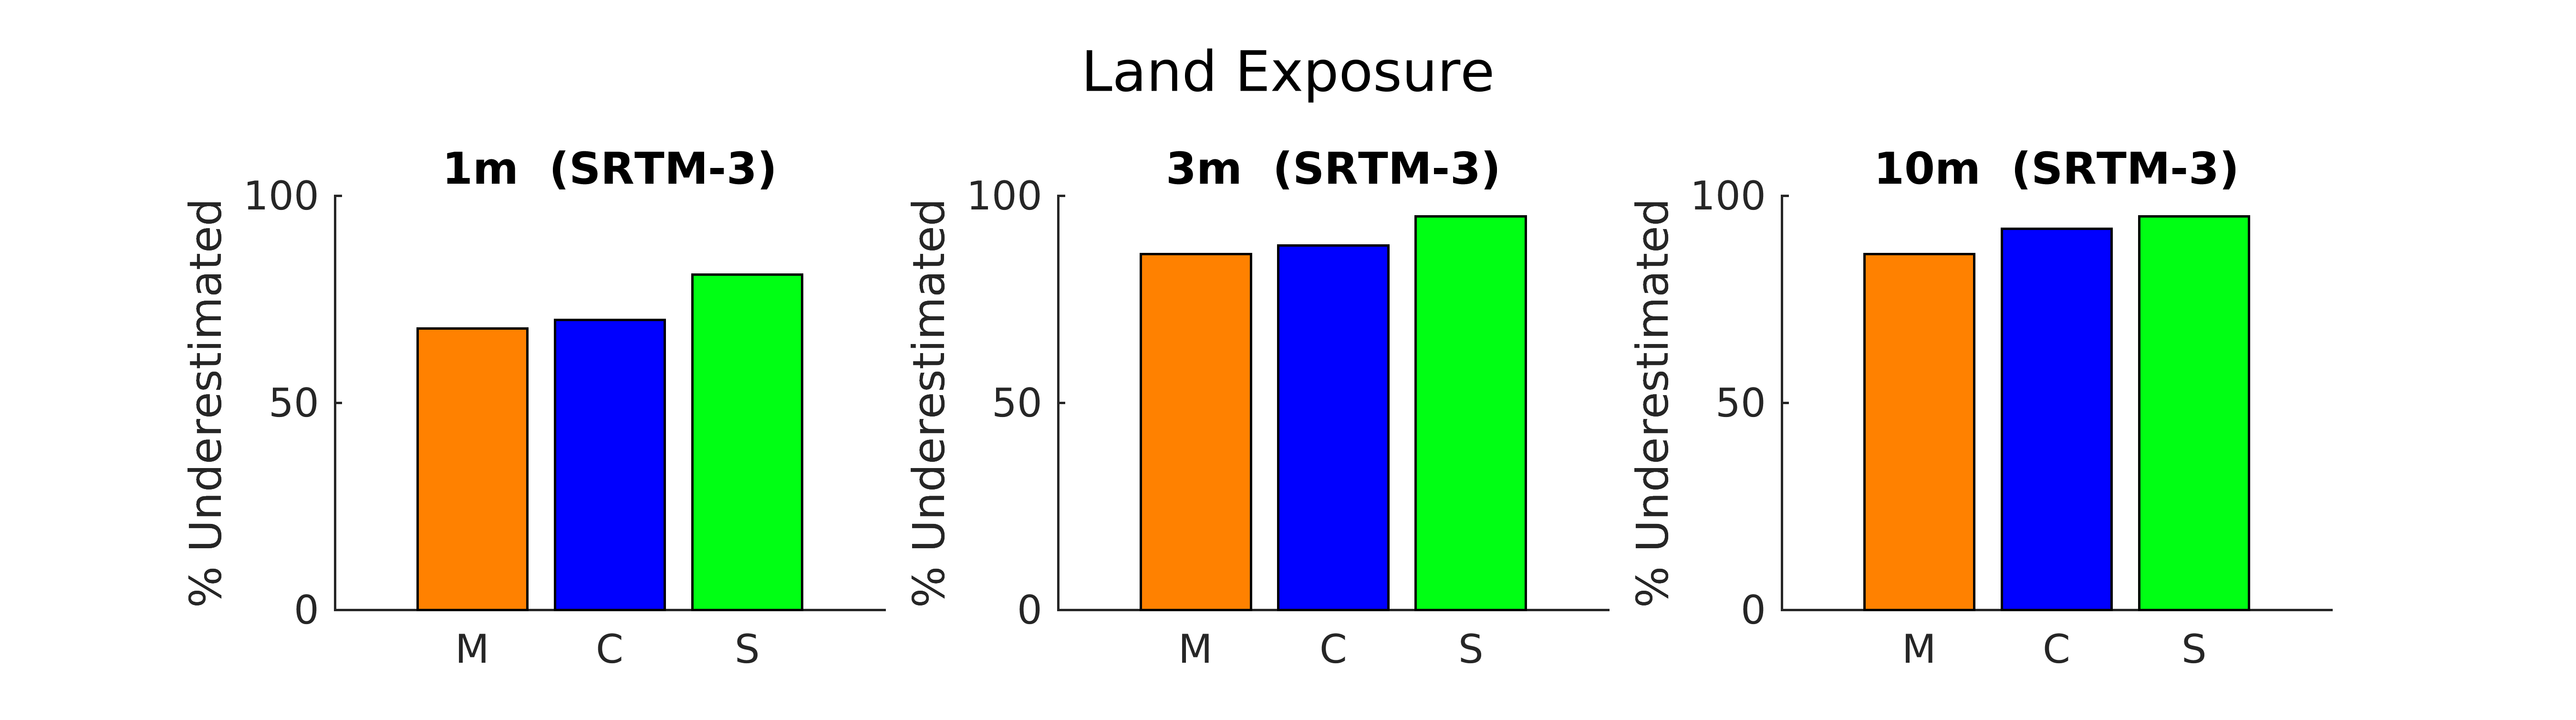 Land Exposure
1m  (SRTM-3)
% Underestimated
100
50
0
M C S
3m  (SRTM-3)
% Underestimated
100
50
0
M C S
10m  (SRTM-3)
% Underestimated
100
50
0
M C S